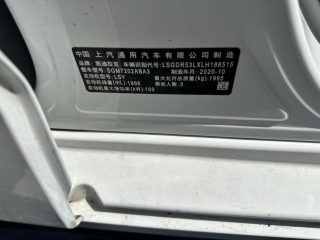 中国 上汽通用汽车有限公司 制造
品牌: 凯迪拉克 车辆识别代号: LSGDR53LXLH188515
整车型号: SGM7202ABA3 制造年月: 2020-10
发动机型号: LSY 最大允许总质量(kg): 1995
发动机排量(mL): 1998 乘坐人数: 5
发动机最大净功率(kW): 169